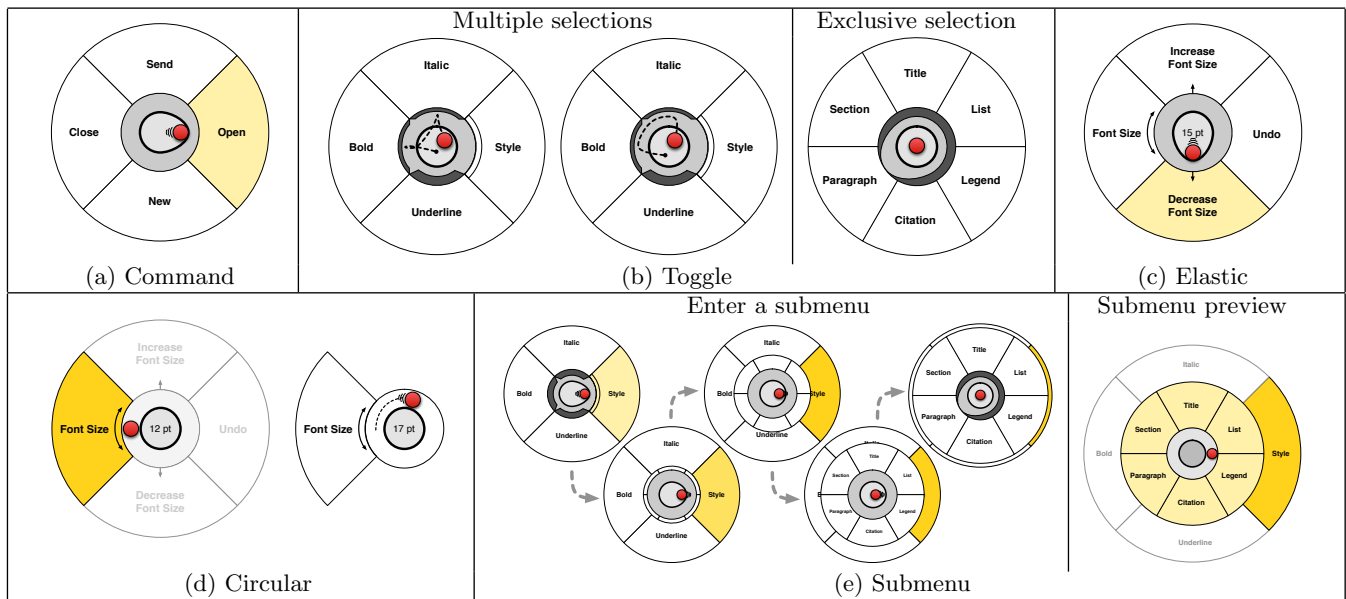 Multiple selections
Exclusive selection
Send
Close
Open
New
Italic
Bold
Style
Underline
Italic
Bold
Style
Underline
Title
Section
List
Paragraph
Legend
Citation
Increase
Font Size
Font Size
15 pt
Undo
Decrease
Font Size
(a) Command
(b) Toggle
(c) Elastic
Enter a submenu
Submenu preview
Increase
Font Size
Font Size
12 pt
Undo
Decrease
Font Size
Font Size
17 pt
Italic
Bold
Style
Underline
Italic
Bold
Style
Underline
Italic
Bold
Style
Underline
Title
Section
List
Paragraph
Legend
Citation
Title
Section
List
Paragraph
Legend
Citation
Italic
Title
Section
List
Bold
Style
Paragraph
Legend
Citation
Underline
(d) Circular
(e) Submenu